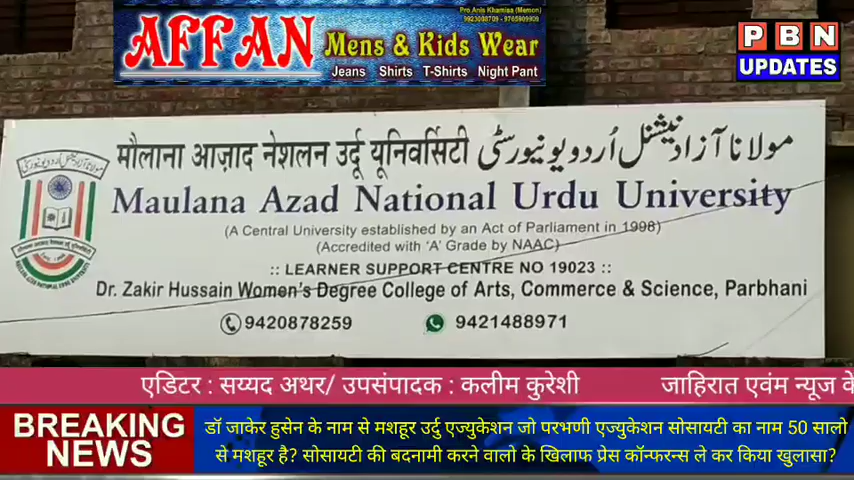 AFFAN
Pro Anis Khamisa (Memon)
Mens & Kids Wear
Jeans Shirts T-Shirts Night Pant
PBN
UPDATES
मौलाना आज़ाद नेशलन उर्दू यूनिवर्सिटी مولانا آزاد نیشنل اُردو یونیورسٹی
Maulana Azad National Urdu University
(A Central University established by an Act of Parliament in 1998)
(Accredited with 'A' Grade by NAAC)
:: LEARNER SUPPORT CENTRE NO 19023 ::
Dr. Zakir Hussain Women's Degree College of Arts, Commerce & Science, Parbhani
9420878259 9421488971
एडिटर : सय्यद अथर/ उपसंपादक : कलीम कुरेशी जाहिरात एवंम न्यूज के
BREAKING
NEWS
डॉ जाकेर हुसेन के नाम से मशहूर उर्दु एज्युकेशन जो परभणी एज्युकेशन सोसायटी का नाम 50 सालो
से मशहूर है? सोसायटी की बदनामी करने वालो के खिलाफ प्रेस कॉन्फरन्स ले कर किया खुलासा?